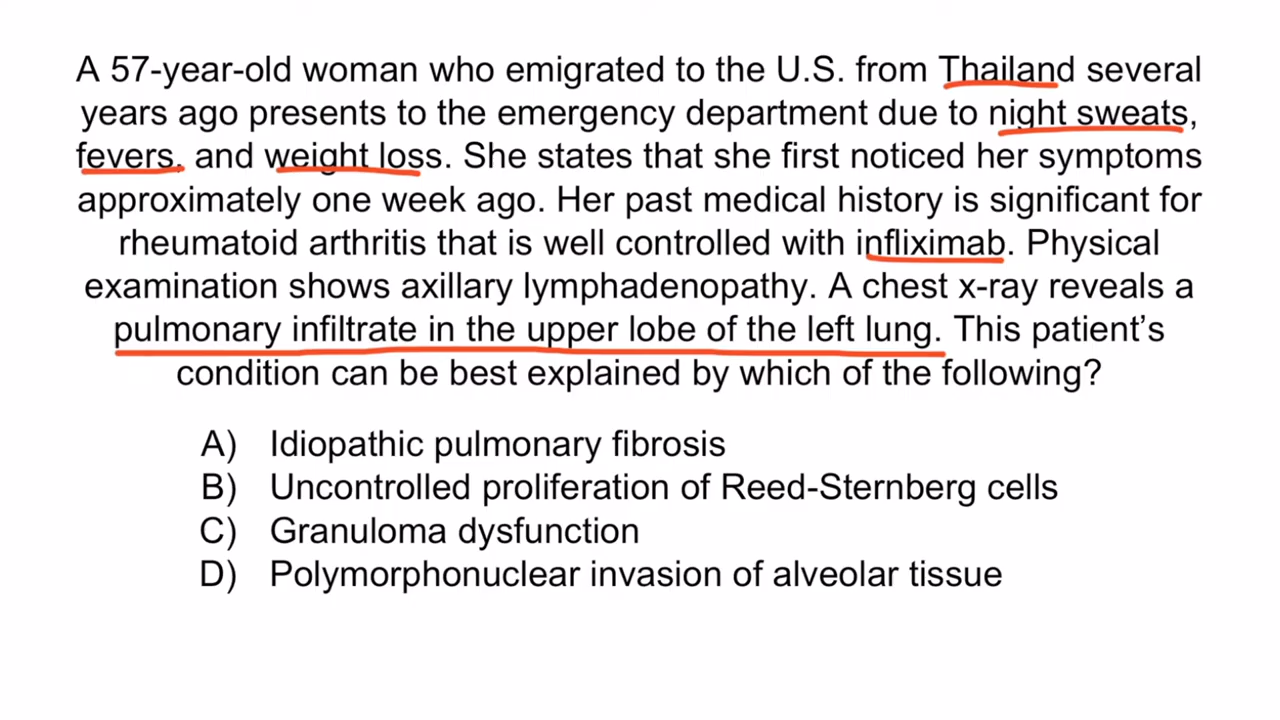 A 57-year-old woman who emigrated to the U.S. from Thailand several
years ago presents to the emergency department due to night sweats,
fevers, and weight loss. She states that she first noticed her symptoms
approximately one week ago. Her past medical history is significant for
rheumatoid arthritis that is well controlled with infliximab. Physical
examination shows axillary lymphadenopathy. A chest x-ray reveals a
pulmonary infiltrate in the upper lobe of the left lung. This patient's
condition can be best explained by which of the following?
A) Idiopathic pulmonary fibrosis
B) Uncontrolled proliferation of Reed-Sternberg cells
C) Granuloma dysfunction
D) Polymorphonuclear invasion of alveolar tissue